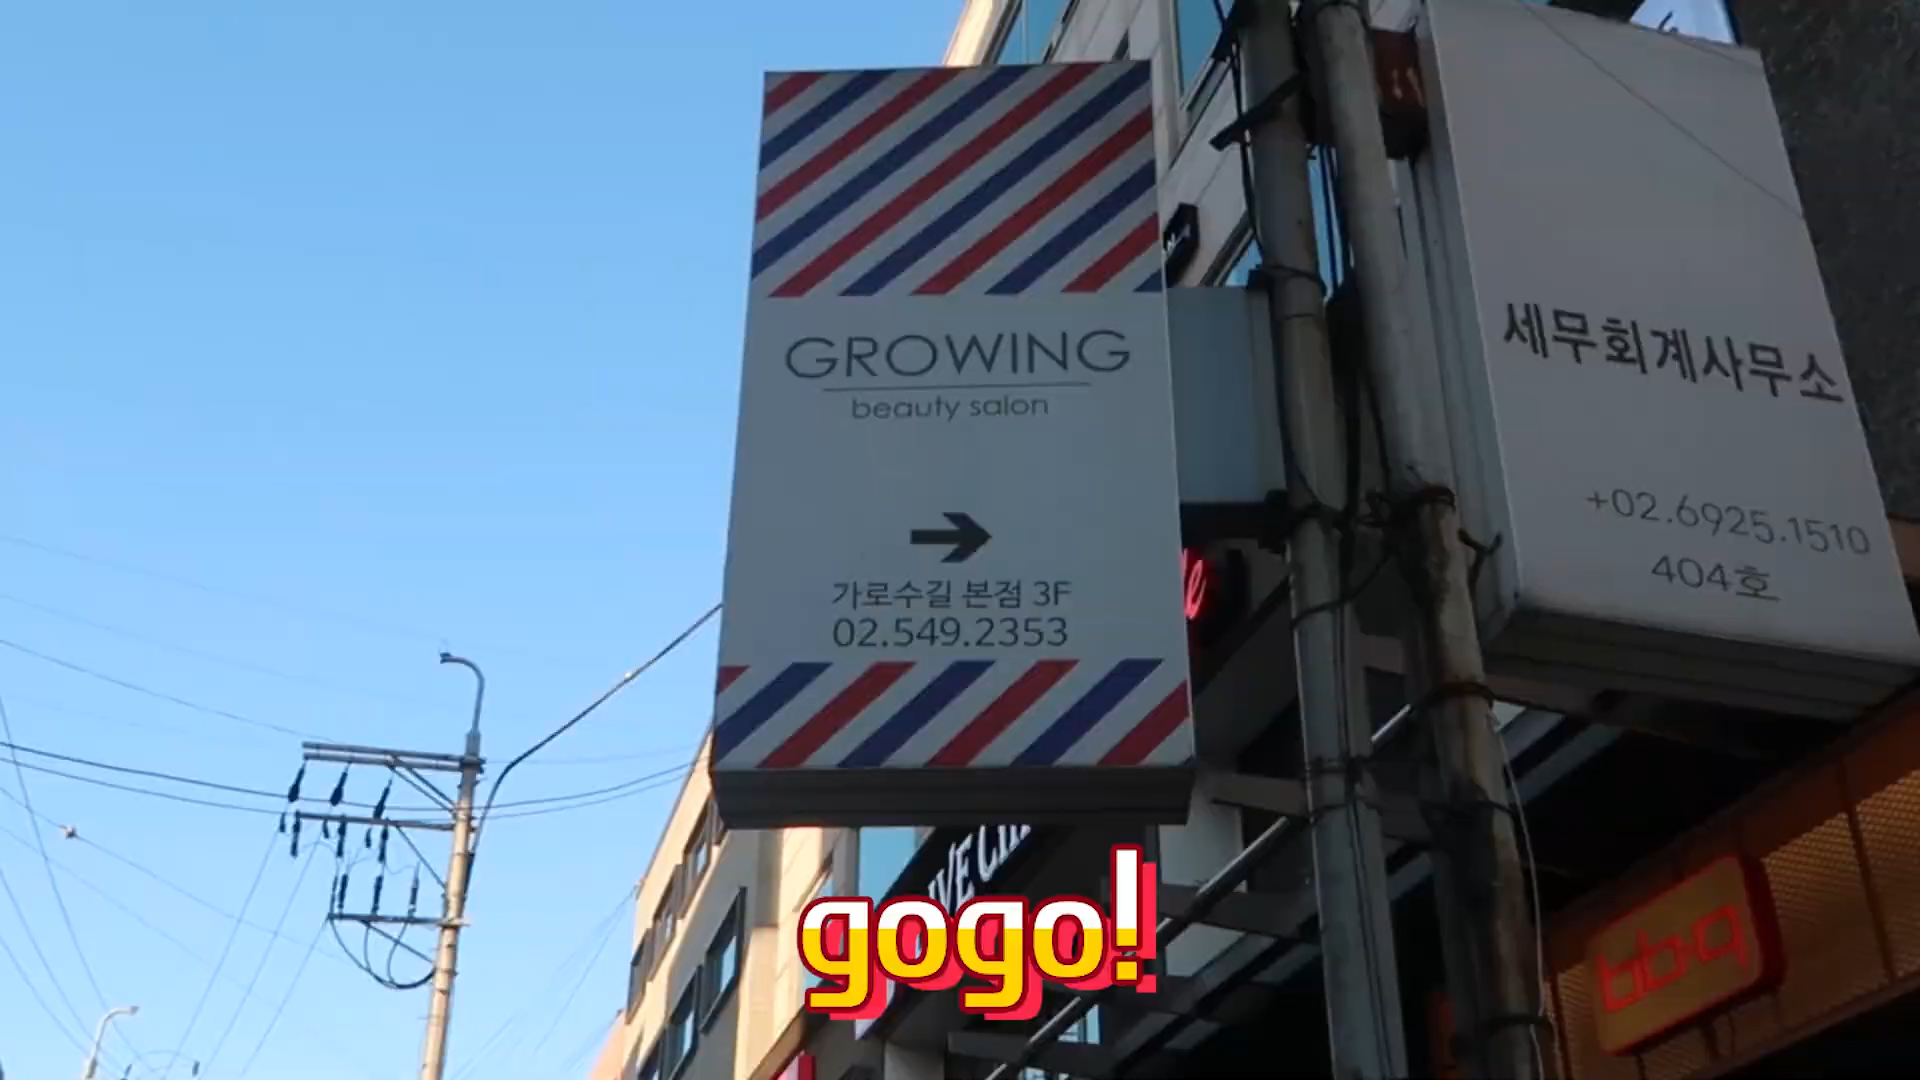 GROWING
beauty salon
가로수길 본점 3F
02.549.2353
세무회계사무소
+02.6925.1510
404호
gogo!
bb.q